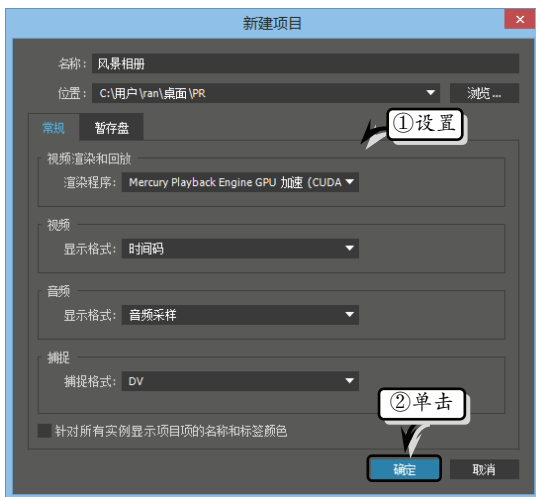 新建项目
名称: 风景相册
位置: C:\用户\ran\桌面\PR 浏览...
常规 暂存盘
①设置
视频渲染和回放
渲染程序: Mercury Playback Engine GPU 加速 (CUDA
视频
显示格式: 时间码
音频
显示格式: 音频采样
捕捉
捕捉格式: DV
②单击
针对所有实例显示项目项的名称和标签颜色
确定 取消